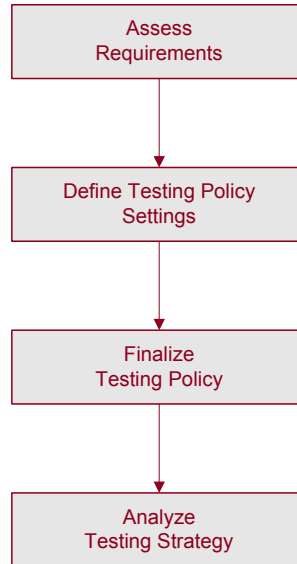 Assess
Requirements
Define Testing Policy
Settings
Finalize
Testing Policy
Analyze
Testing Strategy